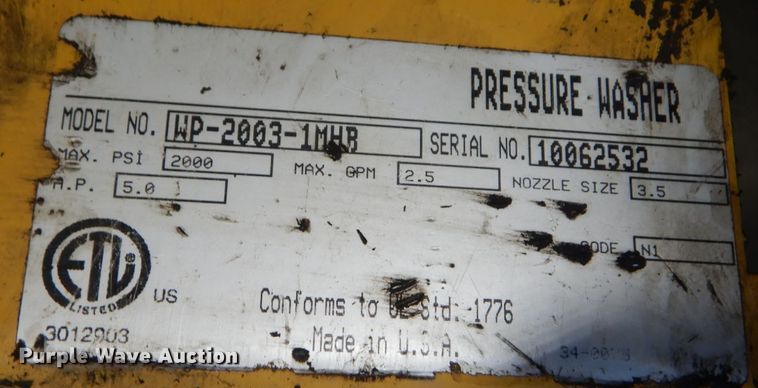 PRESSURE WASHER
MODEL NO. WP-2003-1MHB SERIAL NO. 10062532
MAX. PSI 2000 MAX. GPM 2.5 NOZZLE SIZE 3.5
H.P. 5.0
CODE N1
ETL LISTED US
Conforms to UL Std: 1776
3012903 Made in U.S.A.
Purple Wave Auction